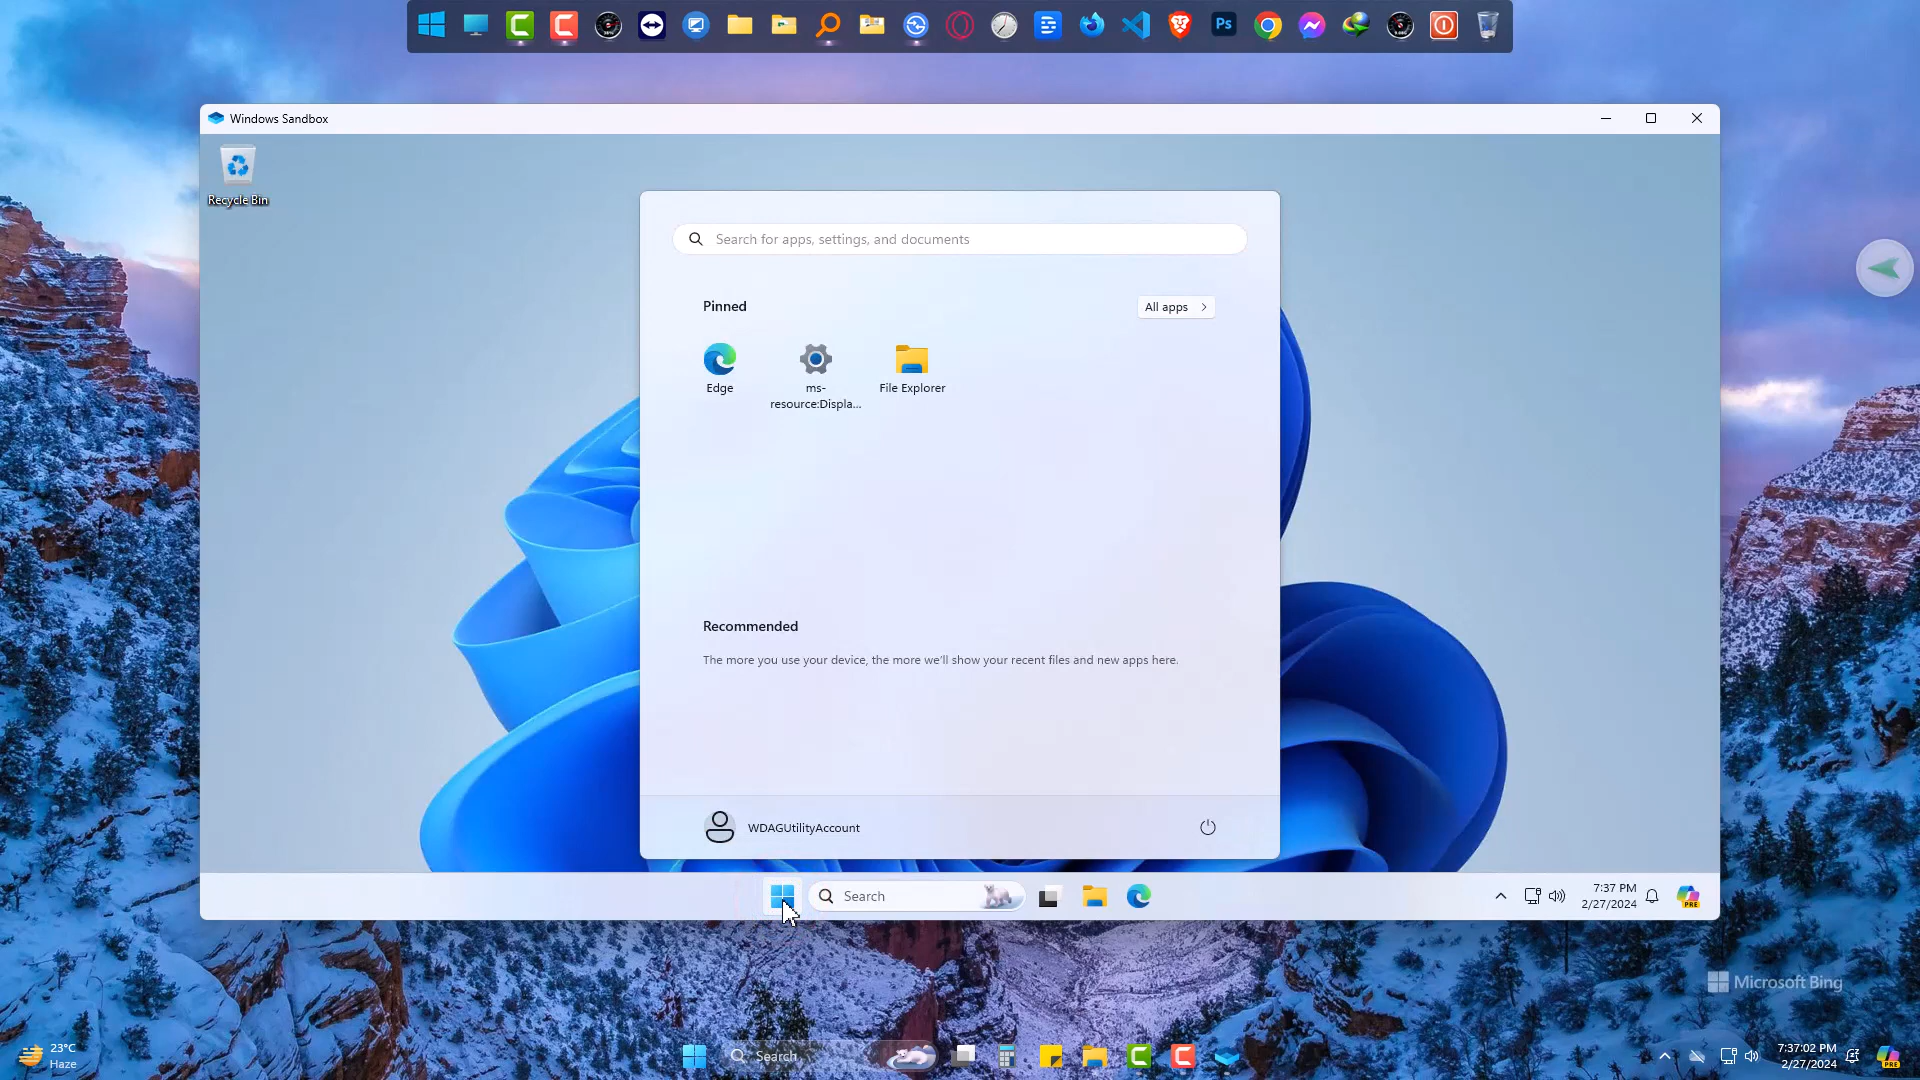 Ps
Windows Sandbox
Recycle Bin
Search for apps, settings, and documents
Pinned
All apps
Edge
ms-
resource:Displa...
File Explorer
Recommended
The more you use your device, the more we'll show your recent files and new apps here.
WDAGUtilityAccount
Search
7:37 PM
2/27/2024
PRE
Microsoft Bing
23°C
Haze
Search
7:37:02 PM
2/27/2024
PRE